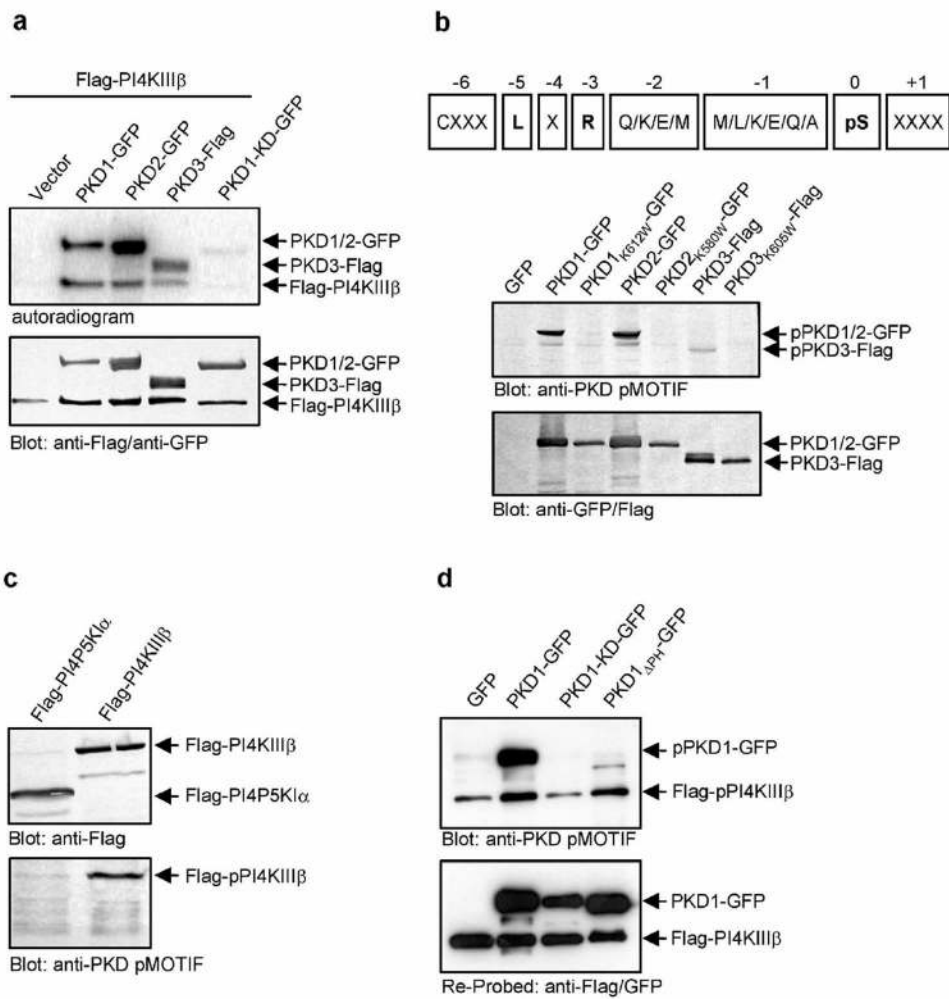 a
Flag-PI4KIIIβ
Vector
PKD1-GFP
PKD2-GFP
PKD3-Flag
PKD1-KD-GFP
PKD1/2-GFP
PKD3-Flag
Flag-PI4KIIIβ
autoradiogram
PKD1/2-GFP
PKD3-Flag
Flag-PI4KIIIβ
Blot: anti-Flag/anti-GFP
b
-6 -5 -4 -3 -2 -1 0 +1
CXXX L X R Q/K/E/M M/L/K/E/Q/A pS XXXX
GFP
PKD1-GFP
PKD1K612W-GFP
PKD2-GFP
PKD2K580W-GFP
PKD3-Flag
PKD3K605W-Flag
pPKD1/2-GFP
pPKD3-Flag
Blot: anti-PKD pMOTIF
PKD1/2-GFP
PKD3-Flag
Blot: anti-GFP/Flag
c
Flag-PI4P5KIα
Flag-PI4KIIIβ
Flag-PI4KIIIβ
Flag-PI4P5KIα
Blot: anti-Flag
Flag-pPI4KIIIβ
Blot: anti-PKD pMOTIF
d
GFP
PKD1-GFP
PKD1-KD-GFP
PKD1ΔPH-GFP
pPKD1-GFP
Flag-pPI4KIIIβ
Blot: anti-PKD pMOTIF
PKD1-GFP
Flag-PI4KIIIβ
Re-Probed: anti-Flag/GFP